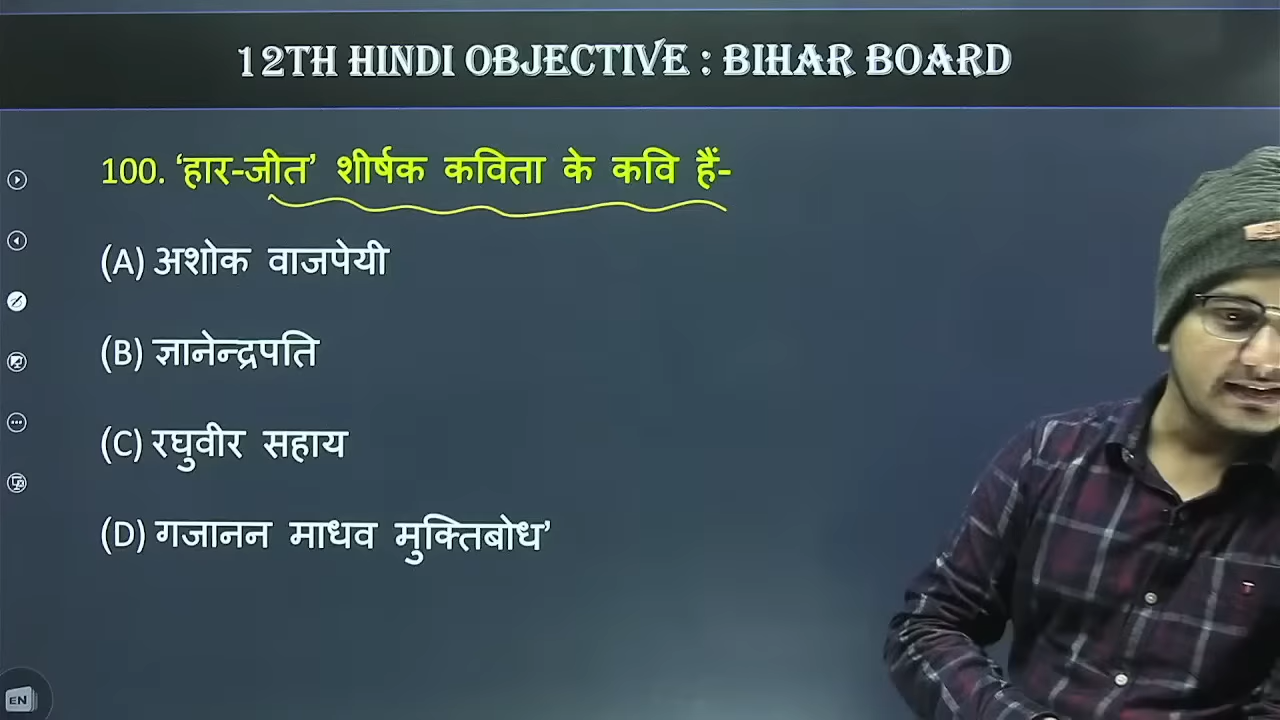 12TH HINDI OBJECTIVE : BIHAR BOARD
100. ‘हार-जीत’ शीर्षक कविता के कवि हैं-
(A) अशोक वाजपेयी
(B) ज्ञानेन्द्रपति
(C) रघुवीर सहाय
(D) गजानन माधव मुक्तिबोध’
EN